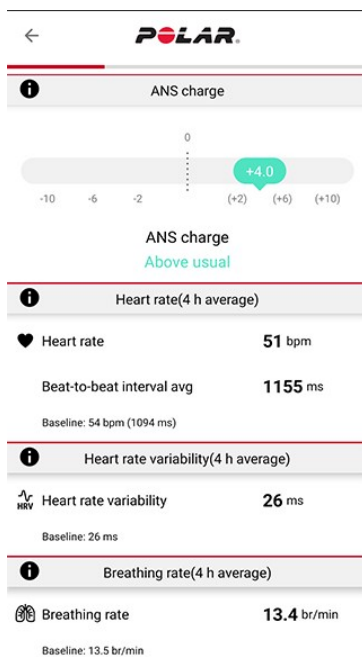 POLAR.
ANS charge
0
+4.0
-10 -6 -2 (+2) (+6) (+10)
ANS charge
Above usual
Heart rate(4 h average)
Heart rate 51 bpm
Beat-to-beat interval avg 1155 ms
Baseline: 54 bpm (1094 ms)
Heart rate variability(4 h average)
HRV Heart rate variability 26 ms
Baseline: 26 ms
Breathing rate(4 h average)
Breathing rate 13.4 br/min
Baseline: 13.5 br/min